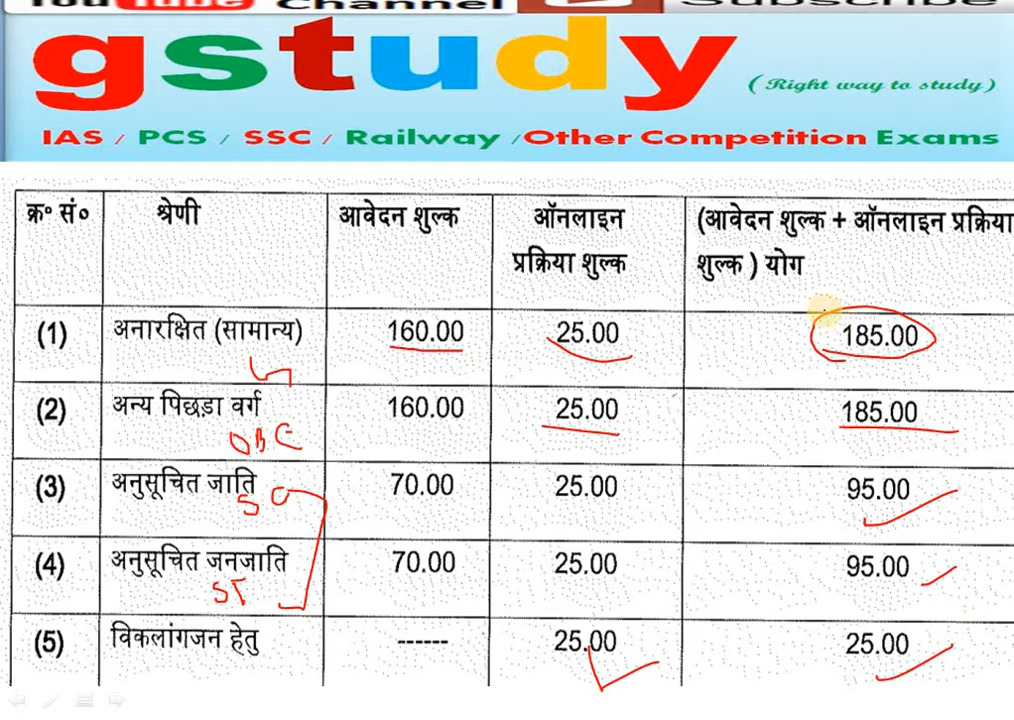 YouTube Channel Subscribe
gstudy
(Right way to study)
IAS / PCS / SSC / Railway /Other Competition Exams
क्र॰ सं॰ श्रेणी आवेदन शुल्क ऑनलाइन (आवेदन शुल्क + ऑनलाइन प्रक्रिया
प्रक्रिया शुल्क शुल्क ) योग
(1) अनारक्षित (सामान्य) 160.00 25.00 185.00
(2) अन्य पिछड़ा वर्ग 160.00 25.00 185.00
OBC
(3) अनुसूचित जाति 70.00 25.00 95.00
SC
(4) अनुसूचित जनजाति 70.00 25.00 95.00
ST
(5) विकलांगजन हेतु ------ 25.00 25.00